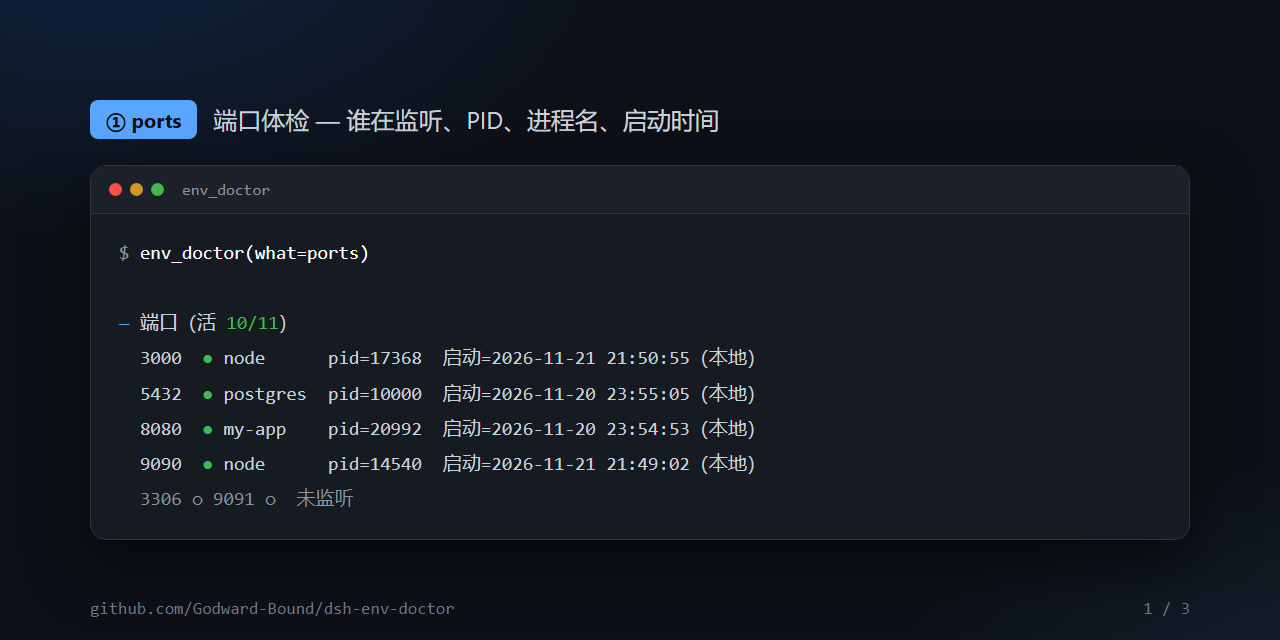 ① ports 端口体检 — 谁在监听、PID、进程名、启动时间
env_doctor
$ env_doctor(what=ports)
— 端口 (活 10/11)
3000 ● node pid=17368 启动=2026-11-21 21:50:55 (本地)
5432 ● postgres pid=10000 启动=2026-11-20 23:55:05 (本地)
8080 ● my-app pid=20992 启动=2026-11-20 23:54:53 (本地)
9090 ● node pid=14540 启动=2026-11-21 21:49:02 (本地)
3306 ○ 9091 ○ 未监听
github.com/Godward-Bound/dsh-env-doctor
1 / 3